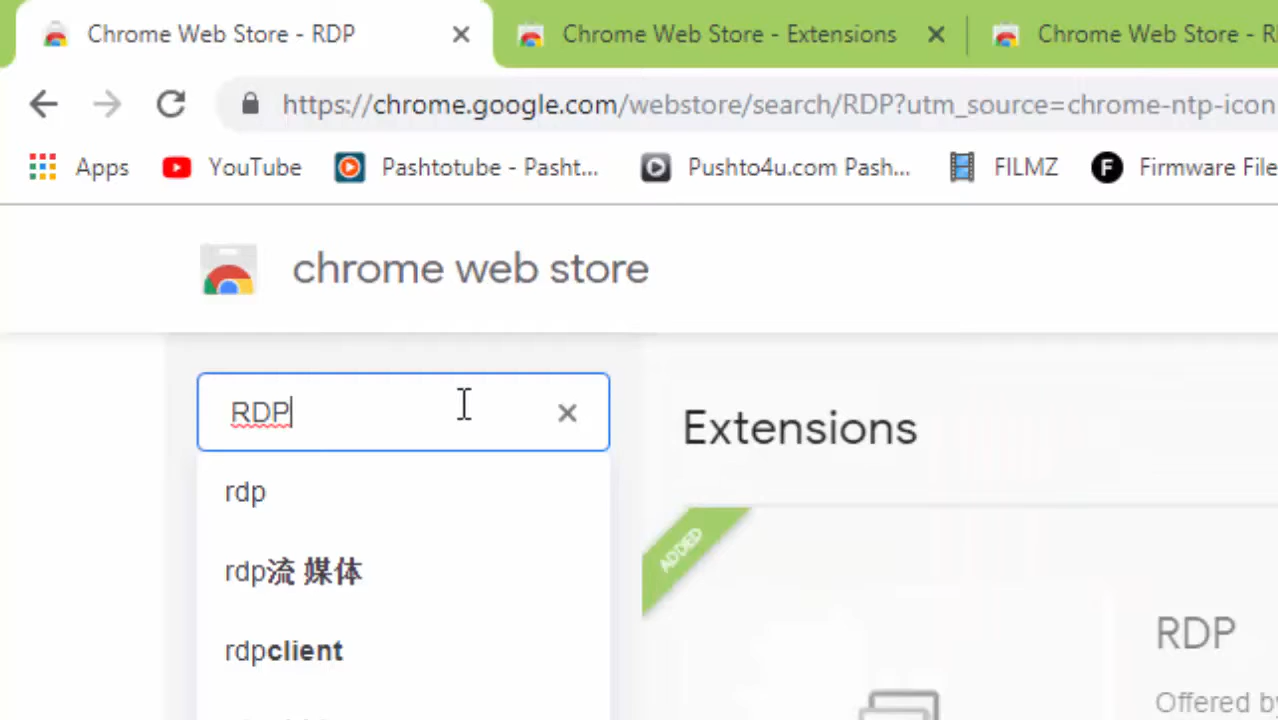 Chrome Web Store - RDP
Chrome Web Store - Extensions
Chrome Web Store - R
https://chrome.google.com/webstore/search/RDP?utm_source=chrome-ntp-icon
Apps
YouTube
Pashtotube - Pasht...
Pushto4u.com Pash...
FILMZ
F
Firmware File
chrome web store
RDP
Extensions
rdp
ADDED
rdp流 媒体
RDP
rdpclient
Offered by